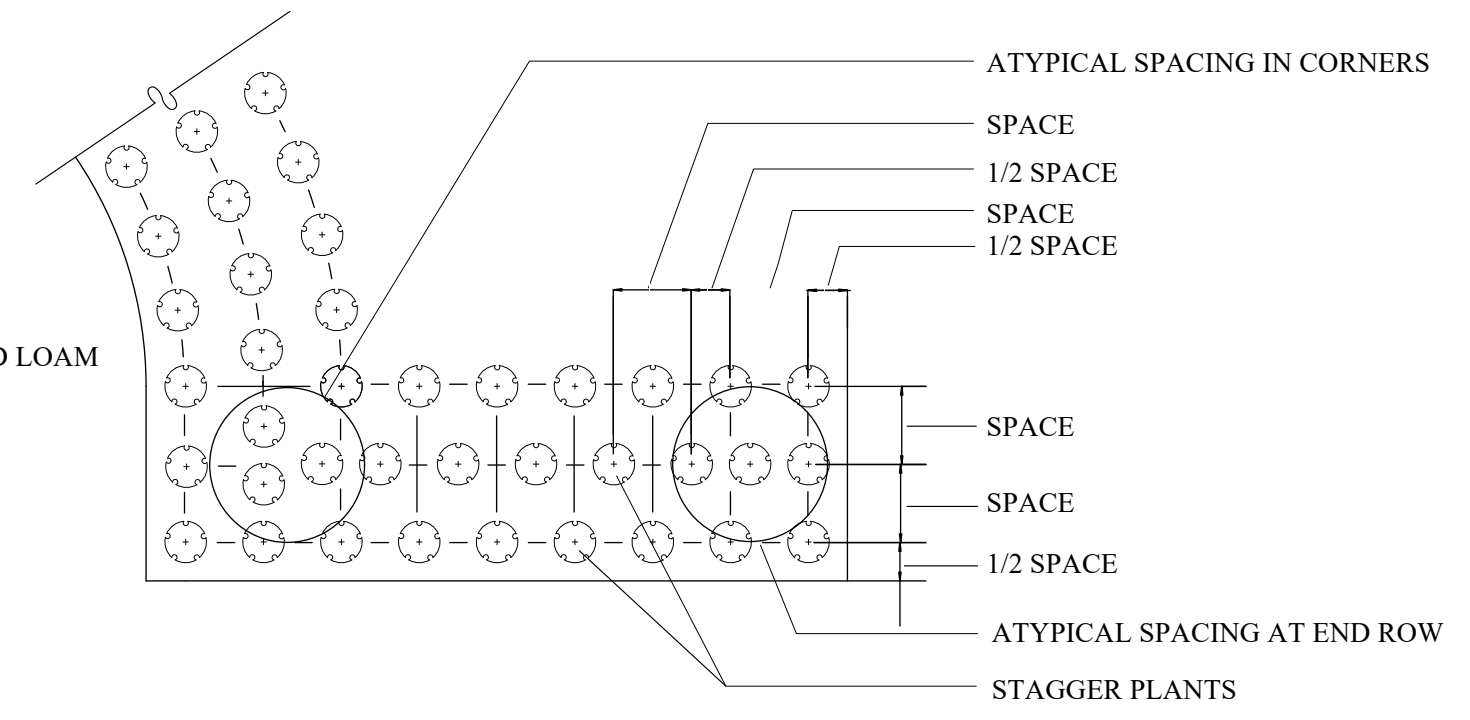 ATYPICAL SPACING IN CORNERS
SPACE
1/2 SPACE
SPACE
1/2 SPACE
LOAM
SPACE
SPACE
1/2 SPACE
ATYPICAL SPACING AT END ROW
STAGGER PLANTS